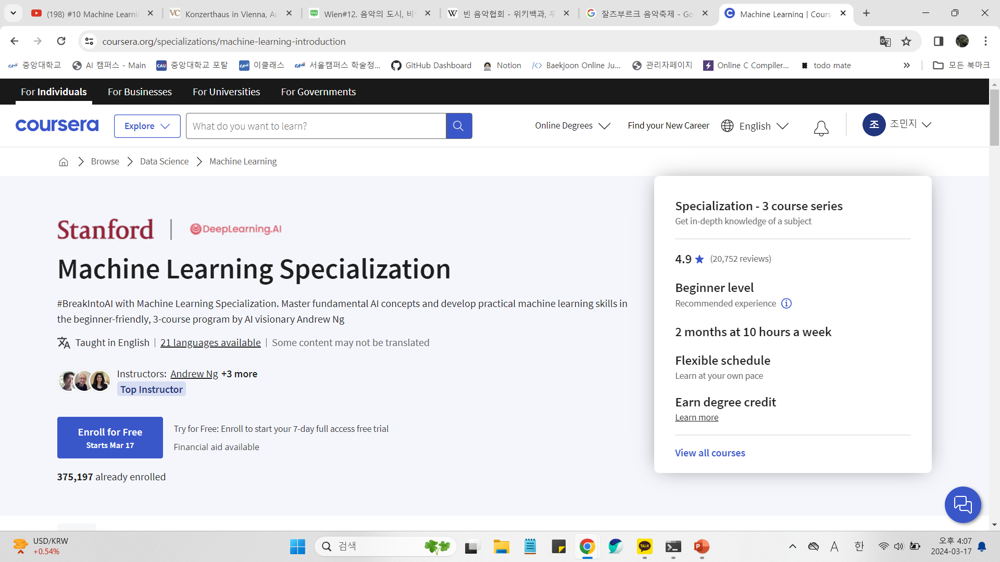 (198) #10 Machine Learnin
Konzerthaus in Vienna, Au
Wien#12. 음악의 도시, 비엔
빈 음악협회 - 위키백과, 우
잘츠부르크 음악축제 - Go
Machine Learning | Cours
coursera.org/specializations/machine-learning-introduction
중앙대학교
AI 캠퍼스 - Main
중앙대학교 포탈
이클래스
서울캠퍼스 학술정...
GitHub Dashboard
Notion
Baekjoon Online Ju...
관리자페이지
Online C Compiler...
todo mate
모든 북마크
For Individuals
For Businesses
For Universities
For Governments
coursera
Explore
What do you want to learn?
Online Degrees
Find your New Career
English
조
조민지
Browse
Data Science
Machine Learning
Stanford
DeepLearning.AI
Machine Learning Specialization
#BreakIntoAI with Machine Learning Specialization. Master fundamental AI concepts and develop practical machine learning skills in
the beginner-friendly, 3-course program by AI visionary Andrew Ng
Taught in English | 21 languages available | Some content may not be translated
Instructors: Andrew Ng +3 more
Top Instructor
Enroll for Free
Starts Mar 17
Try for Free: Enroll to start your 7-day full access free trial
Financial aid available
375,197 already enrolled
Specialization - 3 course series
Get in-depth knowledge of a subject
4.9 (20,752 reviews)
Beginner level
Recommended experience
2 months at 10 hours a week
Flexible schedule
Learn at your own pace
Earn degree credit
Learn more
View all courses
USD/KRW
+0.54%
검색
TALK
A
한
오후 4:07
2024-03-17